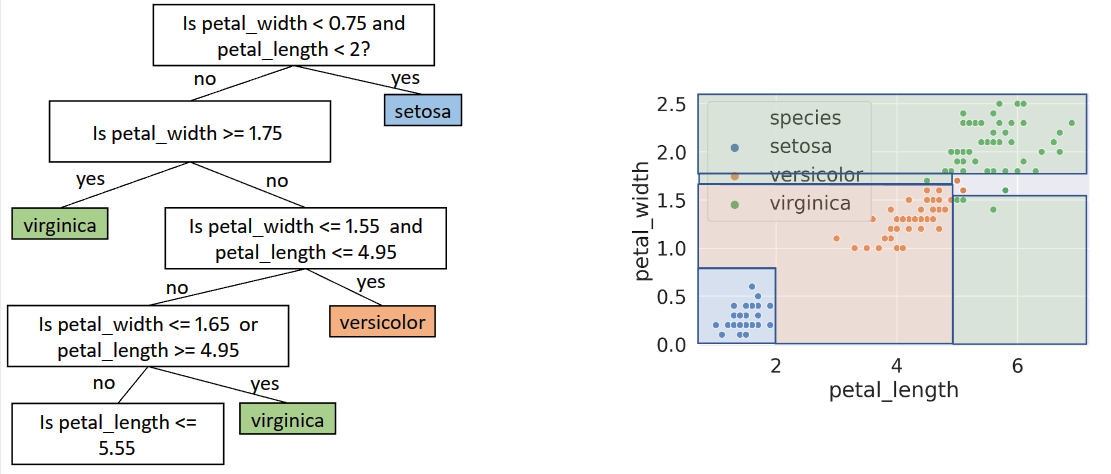 Is petal_width < 0.75 and
petal_length < 2?
no
yes
setosa
Is petal_width >= 1.75
yes
no
virginica
Is petal_width <= 1.55 and
petal_length <= 4.95
no
yes
versicolor
Is petal_width <= 1.65 or
petal_length >= 4.95
no
yes
virginica
Is petal_length <=
5.55
petal_width
2.5
2.0
1.5
1.0
0.5
0.0
species
setosa
versicolor
virginica
2
4
6
petal_length